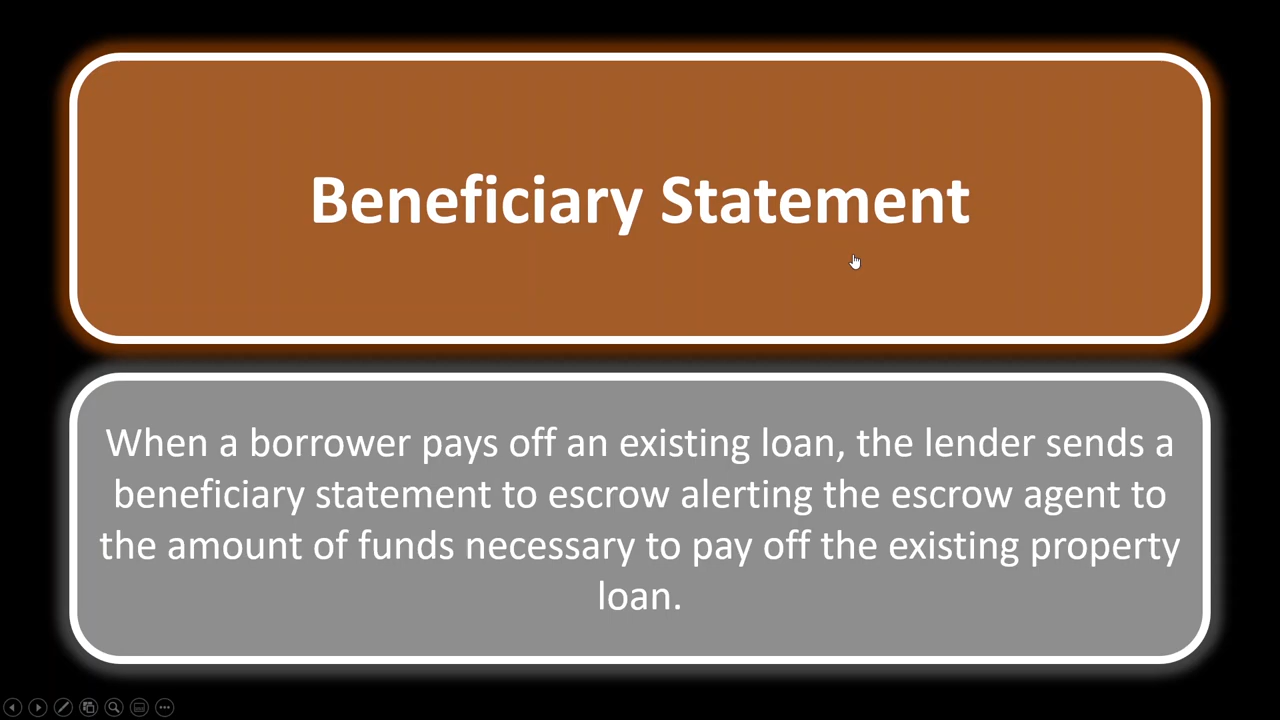 Beneficiary Statement
When a borrower pays off an existing loan, the lender sends a
beneficiary statement to escrow alerting the escrow agent to
the amount of funds necessary to pay off the existing property
loan.